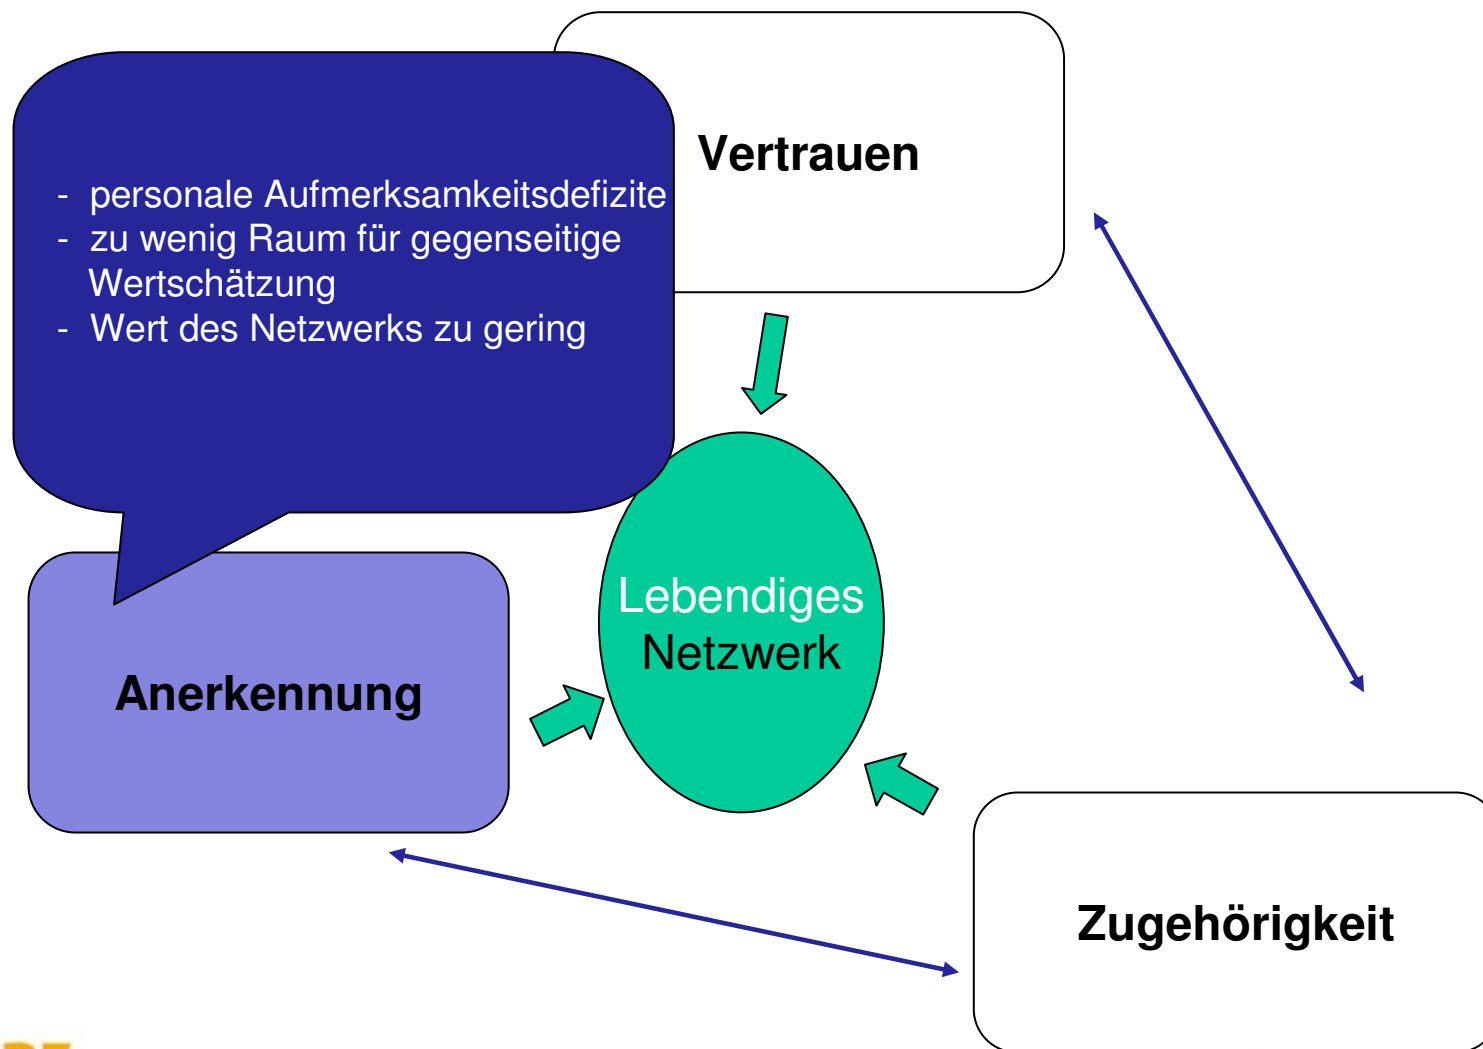 Vertrauen
- personale Aufmerksamkeitsdefizite
- zu wenig Raum für gegenseitige
Wertschätzung
- Wert des Netzwerks zu gering
Lebendiges
Netzwerk
Anerkennung
Zugehörigkeit